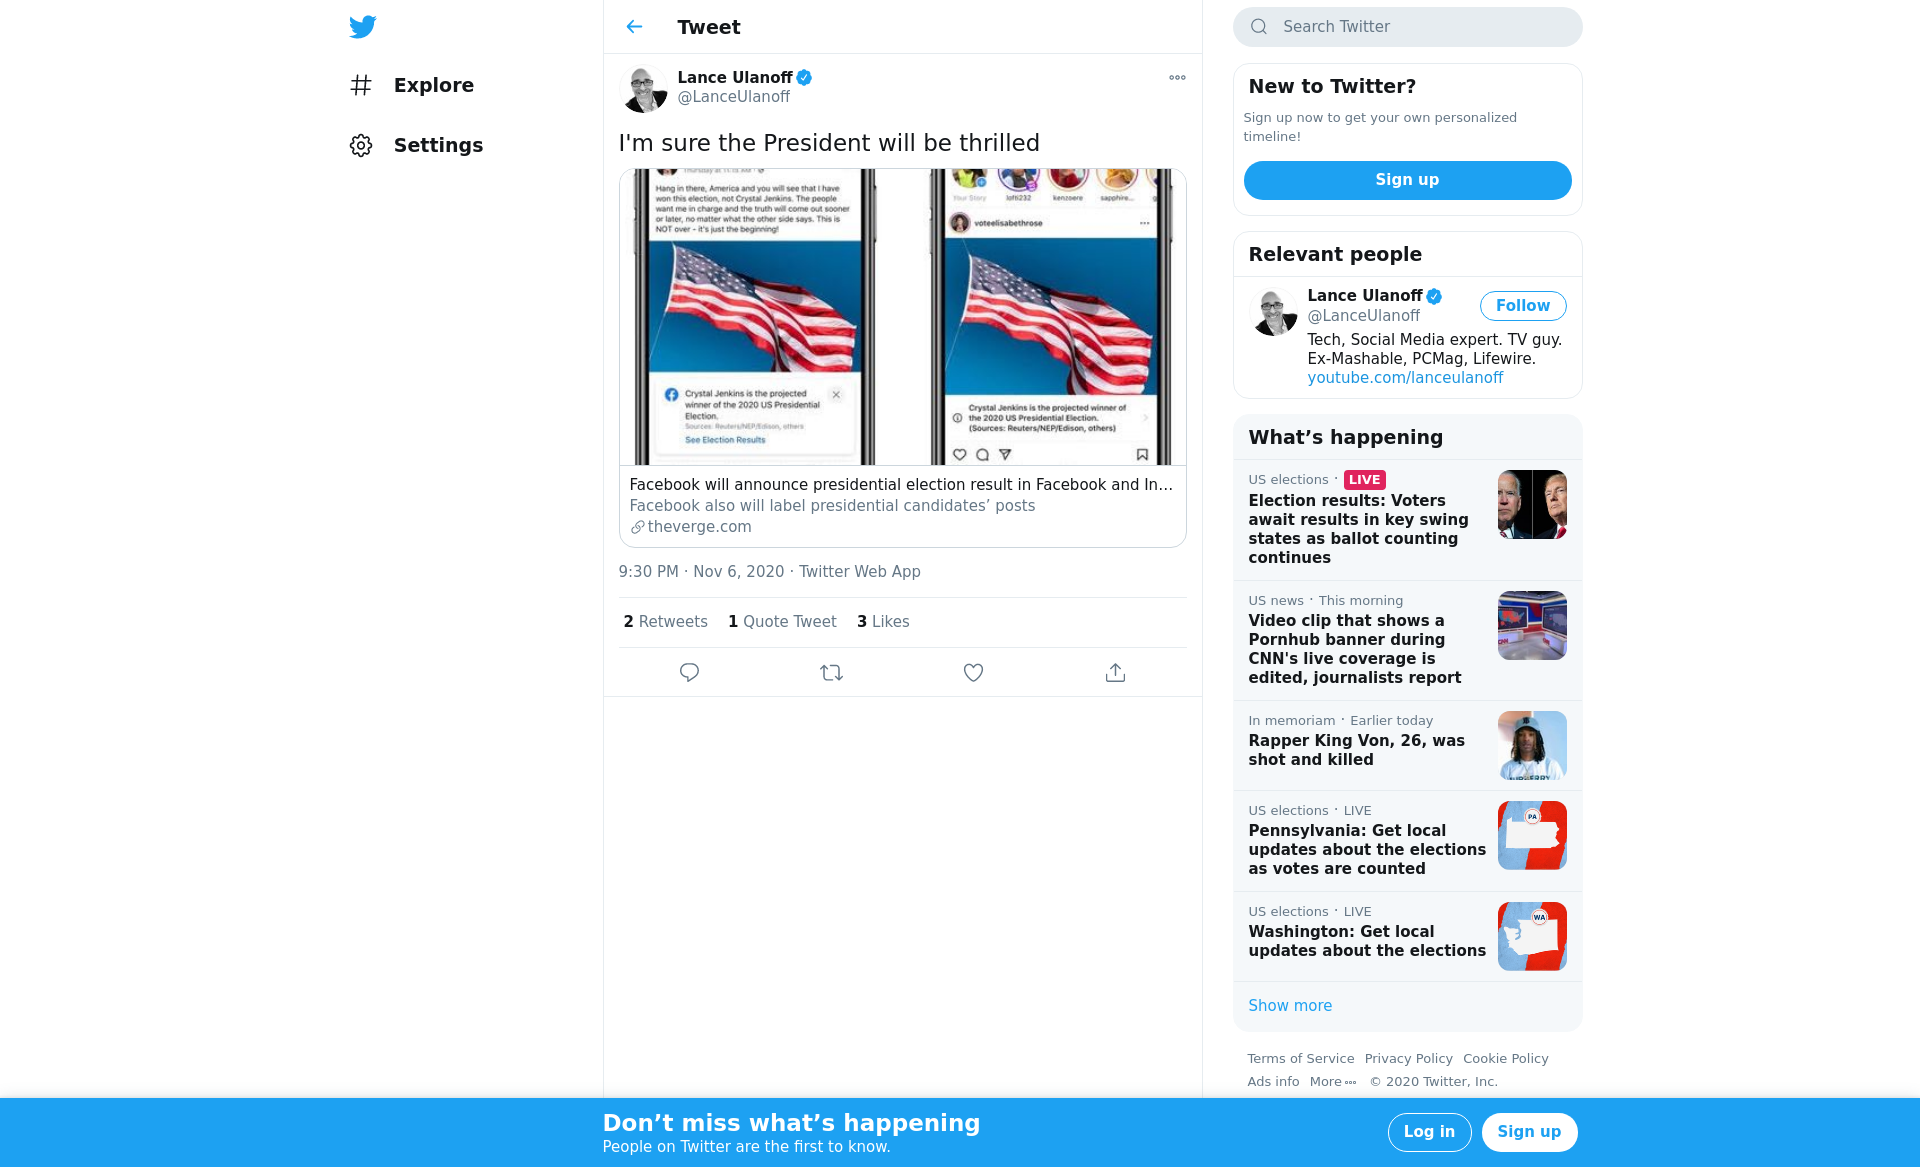 Explore
Settings
Tweet
Lance Ulanoff
@LanceUlanoff
I'm sure the President will be thrilled
Hang in there, America and you will see that I have
won this election, not Crystal Jenkins. The people
want me in charge and the truth will come out sooner
or later, no matter what the other side says. This is
NOT over – it's just the beginning!
Crystal Jenkins is the projected
winner of the 2020 US Presidential
Election.
Sources: Reuters/NEP/Edison, others
See Election Results
Your Story
lofti232
kenzoere
sapphire...
voteelisabethrose
Crystal Jenkins is the projected winner of
the 2020 US Presidential Election.
(Sources: Reuters/NEP/Edison, others)
Facebook will announce presidential election result in Facebook and In...
Facebook also will label presidential candidates’ posts
theverge.com
9:30 PM · Nov 6, 2020 · Twitter Web App
2 Retweets 1 Quote Tweet 3 Likes
Search Twitter
New to Twitter?
Sign up now to get your own personalized
timeline!
Sign up
Relevant people
Lance Ulanoff
@LanceUlanoff
Follow
Tech, Social Media expert. TV guy.
Ex-Mashable, PCMag, Lifewire.
youtube.com/lanceulanoff
What’s happening
US elections · LIVE
Election results: Voters
await results in key swing
states as ballot counting
continues
US news · This morning
Video clip that shows a
Pornhub banner during
CNN's live coverage is
edited, journalists report
In memoriam · Earlier today
Rapper King Von, 26, was
shot and killed
US elections · LIVE
Pennsylvania: Get local
updates about the elections
as votes are counted
PA
US elections · LIVE
Washington: Get local
updates about the elections
WA
Show more
Terms of Service Privacy Policy Cookie Policy
Ads info More © 2020 Twitter, Inc.
Don’t miss what’s happening
People on Twitter are the first to know.
Log in
Sign up